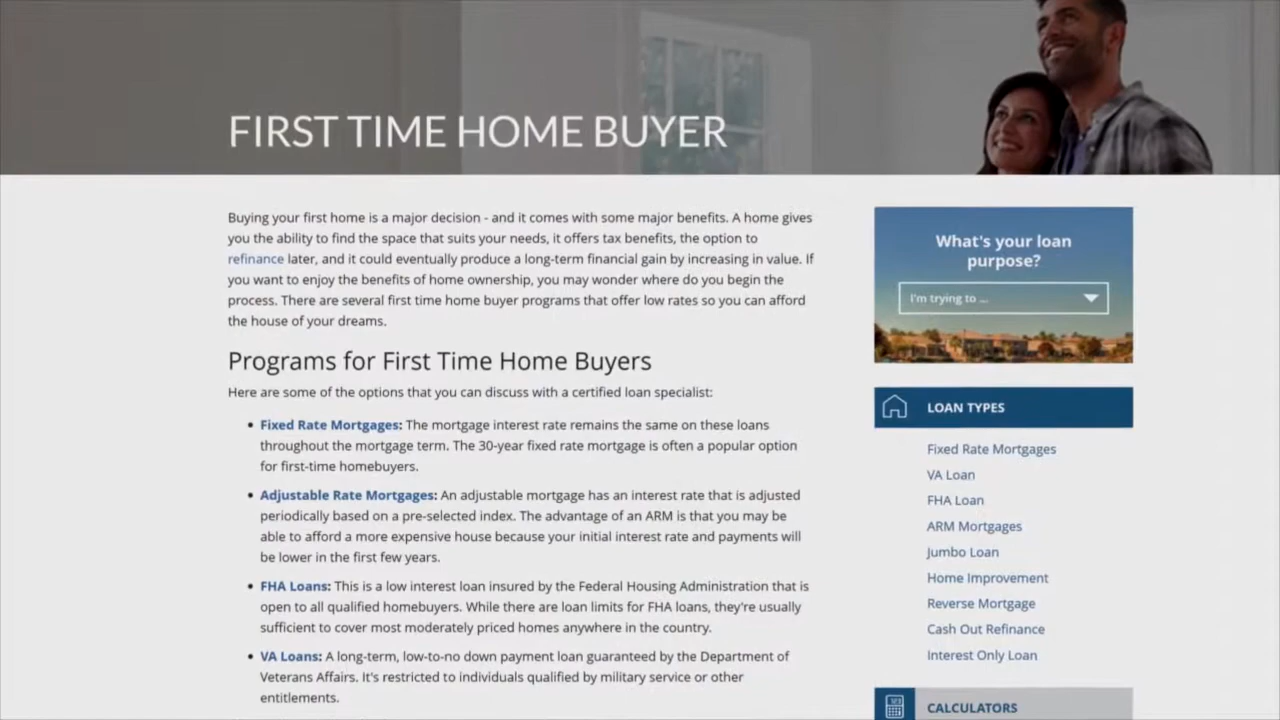 FIRST TIME HOME BUYER
Buying your first home is a major decision - and it comes with some major benefits. A home gives
you the ability to find the space that suits your needs, it offers tax benefits, the option to
refinance later, and it could eventually produce a long-term financial gain by increasing in value. If
you want to enjoy the benefits of home ownership, you may wonder where do you begin the
process. There are several first time home buyer programs that offer low rates so you can afford
the house of your dreams.
Programs for First Time Home Buyers
Here are some of the options that you can discuss with a certified loan specialist:
• Fixed Rate Mortgages: The mortgage interest rate remains the same on these loans
throughout the mortgage term. The 30-year fixed rate mortgage is often a popular option
for first-time homebuyers.
• Adjustable Rate Mortgages: An adjustable mortgage has an interest rate that is adjusted
periodically based on a pre-selected index. The advantage of an ARM is that you may be
able to afford a more expensive house because your initial interest rate and payments will
be lower in the first few years.
• FHA Loans: This is a low interest loan insured by the Federal Housing Administration that is
open to all qualified homebuyers. While there are loan limits for FHA loans, they're usually
sufficient to cover most moderately priced homes anywhere in the country.
• VA Loans: A long-term, low-to-no down payment loan guaranteed by the Department of
Veterans Affairs. It's restricted to individuals qualified by military service or other
entitlements.
What's your loan
purpose?
I'm trying to ...
LOAN TYPES
Fixed Rate Mortgages
VA Loan
FHA Loan
ARM Mortgages
Jumbo Loan
Home Improvement
Reverse Mortgage
Cash Out Refinance
Interest Only Loan
CALCULATORS